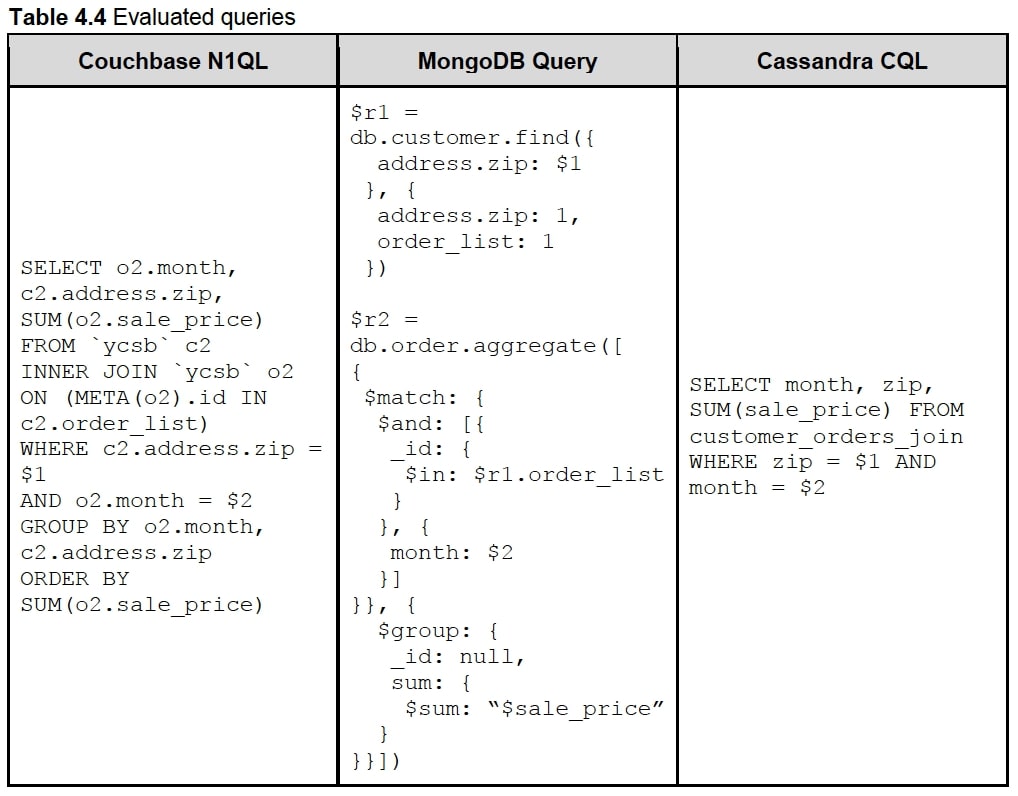 Table 4.4 Evaluated queries
Couchbase N1QL
MongoDB Query
Cassandra CQL
SELECT o2.month,
c2.address.zip,
SUM(o2.sale_price)
FROM `ycsb` c2
INNER JOIN `ycsb` o2
ON (META(o2).id IN
c2.order_list)
WHERE c2.address.zip =
$1
AND o2.month = $2
GROUP BY o2.month,
c2.address.zip
ORDER BY
SUM(o2.sale_price)
$r1 =
db.customer.find({
  address.zip: $1
 }, {
  address.zip: 1,
  order_list: 1
 })

$r2 =
db.order.aggregate([
{
 $match: {
  $and: [{
   _id: {
    $in: $r1.order_list
   }
  }, {
   month: $2
  }]
}}, {
  $group: {
   _id: null,
   sum: {
    $sum: “$sale_price”
   }
}}])
SELECT month, zip,
SUM(sale_price) FROM
customer_orders_join
WHERE zip = $1 AND
month = $2